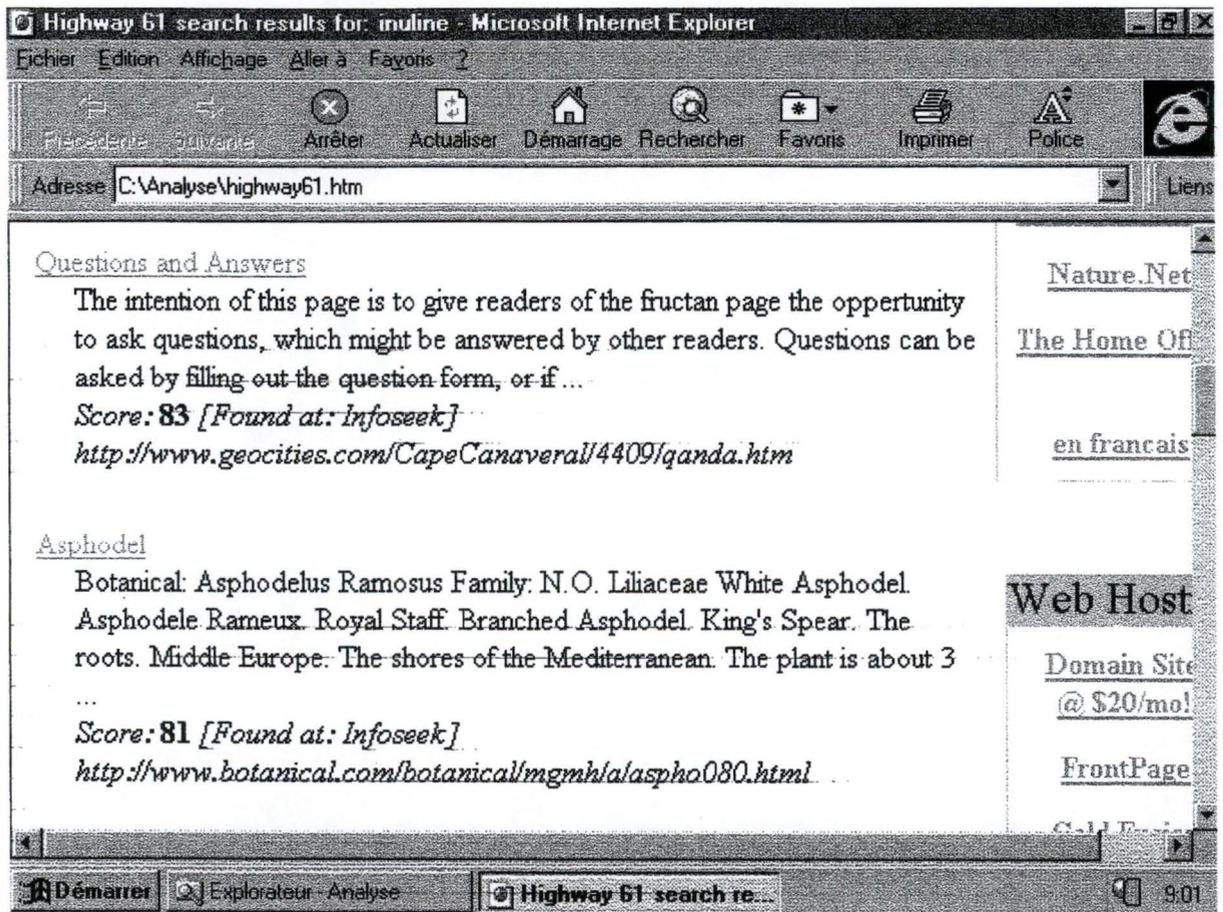 Highway 61 search results for: inuline - Microsoft Internet Explorer
Fichier Edition Affichage Aller à Favoris ?
Précédente Suivante Arrêter Actualiser Démarrage Rechercher Favoris Imprimer Police
Adresse C:\Analyse\highway61.htm Liens
Questions and Answers
The intention of this page is to give readers of the fructan page the oppertunity
to ask questions, which might be answered by other readers. Questions can be
asked by filling out the question form, or if ...
Score: 83 [Found at: Infoseek]
http://www.geocities.com/CapeCanaveral/4409/qanda.htm
Asphodel
Botanical: Asphodelus Ramosus Family: N.O. Liliaceae White Asphodel.
Asphodele Rameux. Royal Staff. Branched Asphodel. King's Spear. The
roots. Middle Europe. The shores of the Mediterranean. The plant is about 3
...
Score: 81 [Found at: Infoseek]
http://www.botanical.com/botanical/mgmh/a/aspho080.html
Nature.Net
The Home Off
en francais
Web Host
Domain Site
@ $20/mo!
FrontPage
Démarrer Explorateur - Analyse Highway 61 search re... 9:01